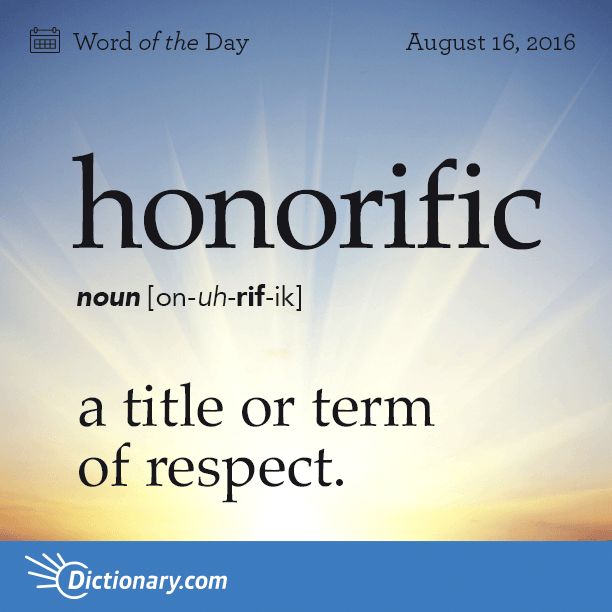 Word of the Day
August 16, 2016
honorific
noun [on-uh-rif-ik]
a title or term
of respect.
Dictionary.com